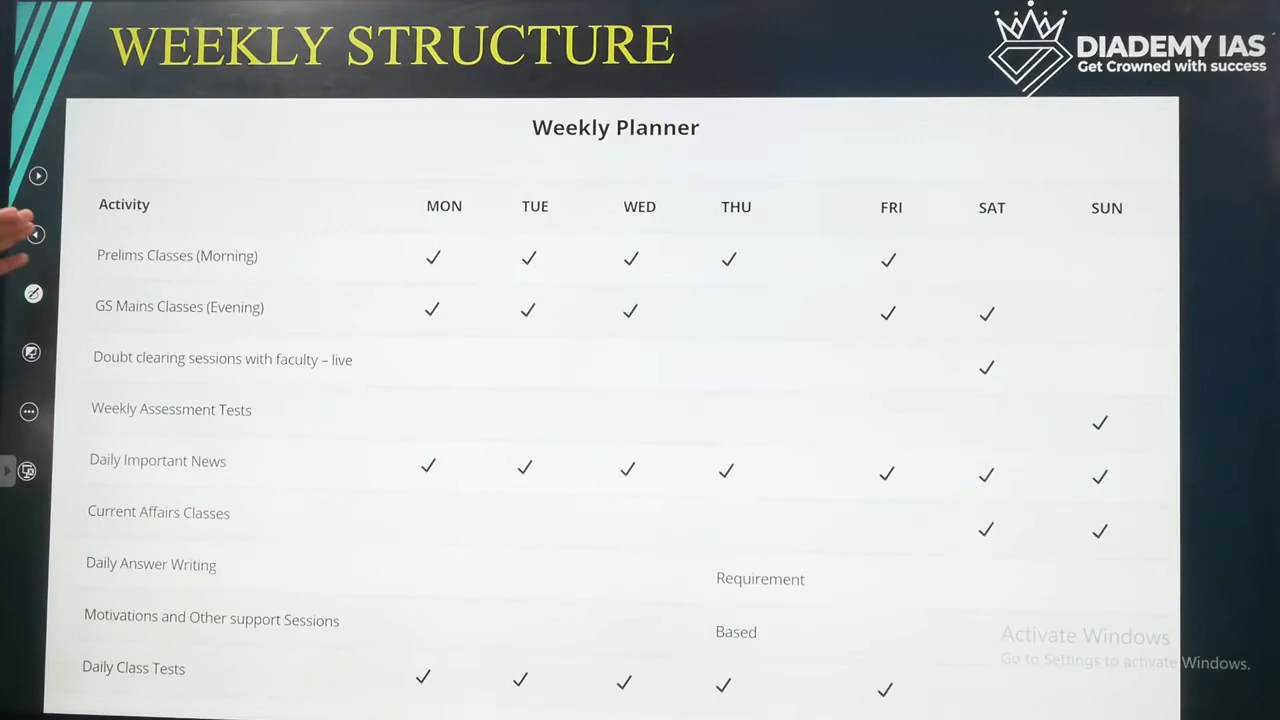 WEEKLY STRUCTURE
DIADEMY IAS
Get Crowned with success
Weekly Planner
Activity MON TUE WED THU FRI SAT SUN
Prelims Classes (Morning) ✓ ✓ ✓ ✓ ✓
GS Mains Classes (Evening) ✓ ✓ ✓ ✓ ✓
Doubt clearing sessions with faculty – live ✓
Weekly Assessment Tests ✓
Daily Important News ✓ ✓ ✓ ✓ ✓ ✓ ✓
Current Affairs Classes ✓ ✓
Daily Answer Writing Requirement
Motivations and Other support Sessions Based
Daily Class Tests ✓ ✓ ✓ ✓ ✓
Activate Windows
Go to Settings to activate Windows.